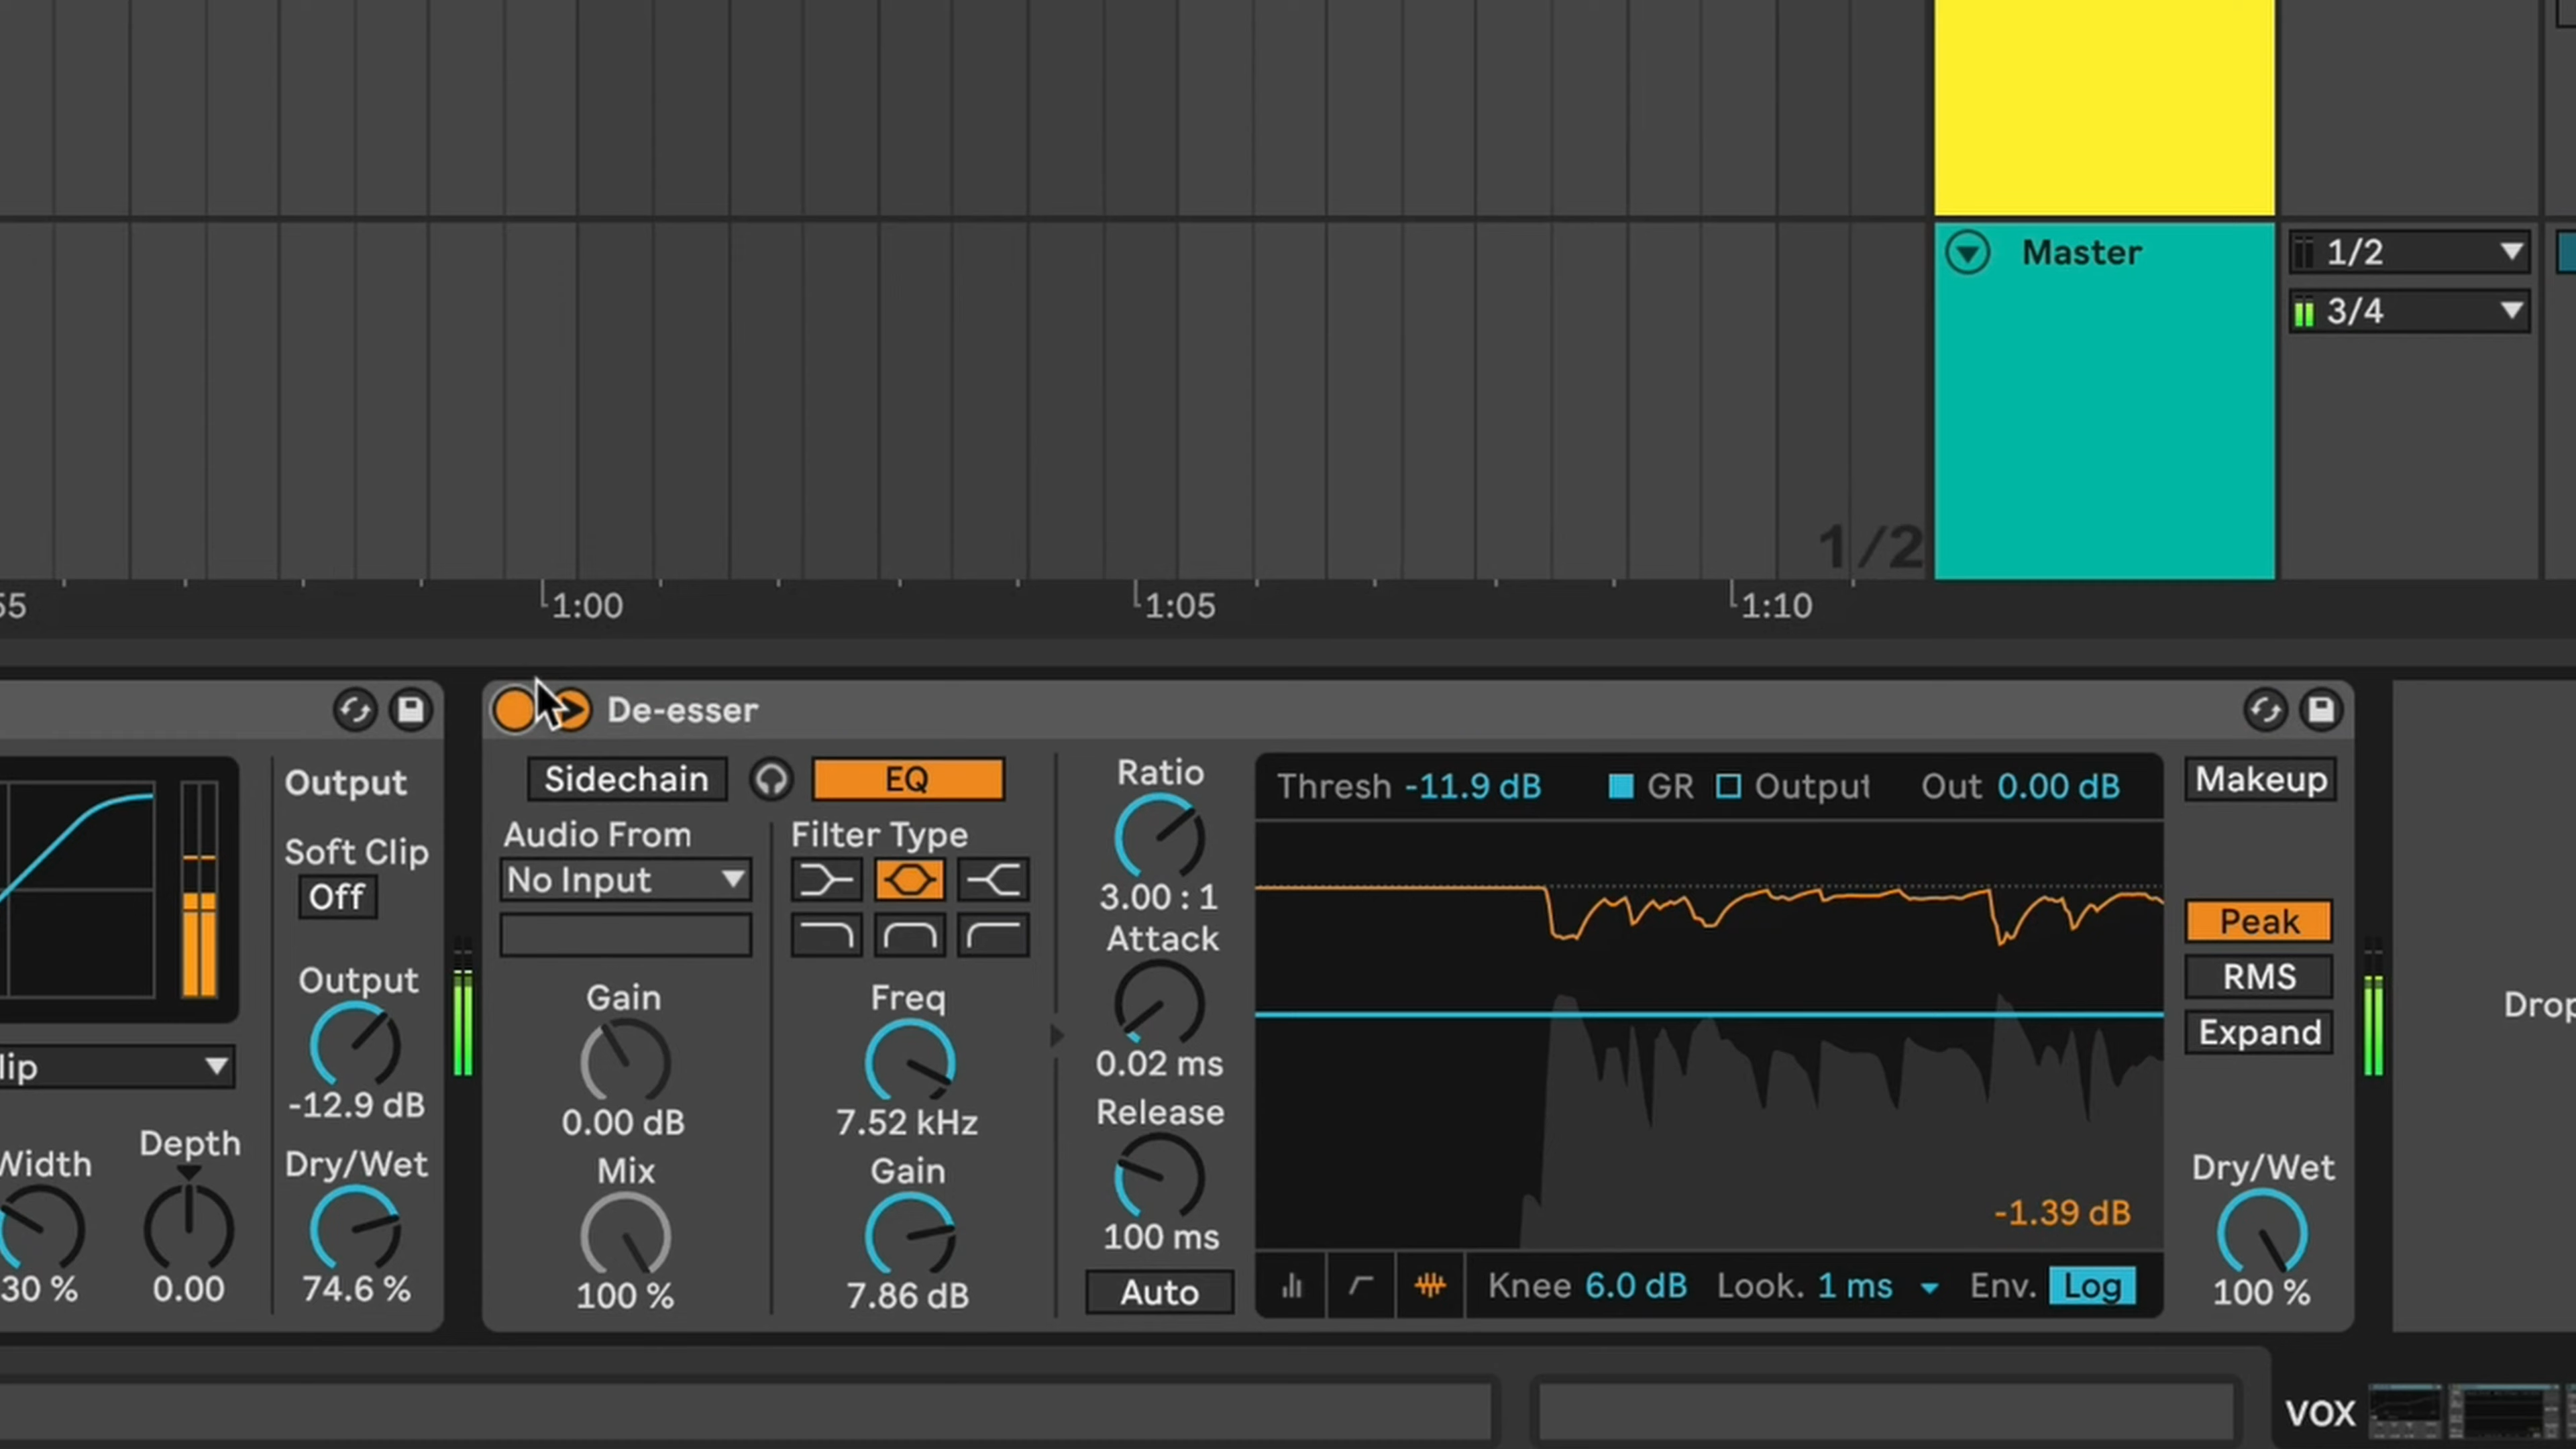 Master
1/2
3/4
1/2
55
1:00
1:05
1:10
De-esser
Output
Soft Clip
Off
Output
-12.9 dB
lip
Width
30 %
Depth
0.00
Dry/Wet
74.6 %
Sidechain
EQ
Audio From
No Input
Gain
0.00 dB
Mix
100 %
Filter Type
Freq
7.52 kHz
Gain
7.86 dB
Ratio
3.00 : 1
Attack
0.02 ms
Release
100 ms
Auto
Thresh -11.9 dB GR Output Out 0.00 dB
-1.39 dB
Knee 6.0 dB Look. 1 ms Env. Log
Makeup
Peak
RMS
Expand
Dry/Wet
100 %
Drop
VOX